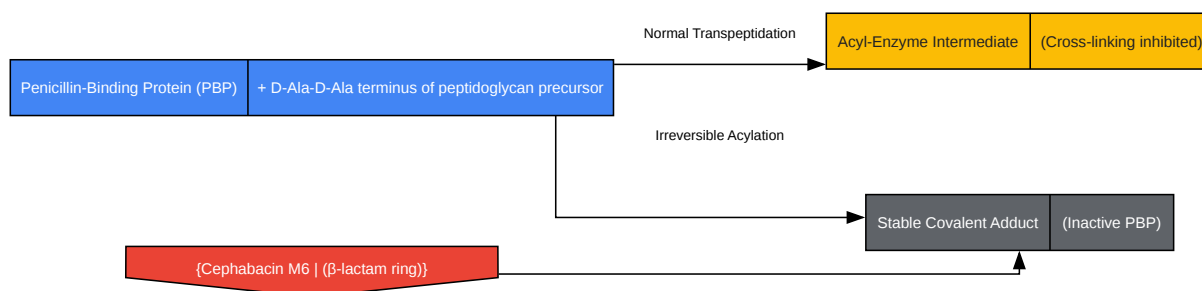 Normal Transpeptidation
Acyl-Enzyme Intermediate
(Cross-linking inhibited)
Penicillin-Binding Protein (PBP)
+ D-Ala-D-Ala terminus of peptidoglycan precursor
Irreversible Acylation
Stable Covalent Adduct
(Inactive PBP)
{Cephabacin M6 | (β-lactam ring)}